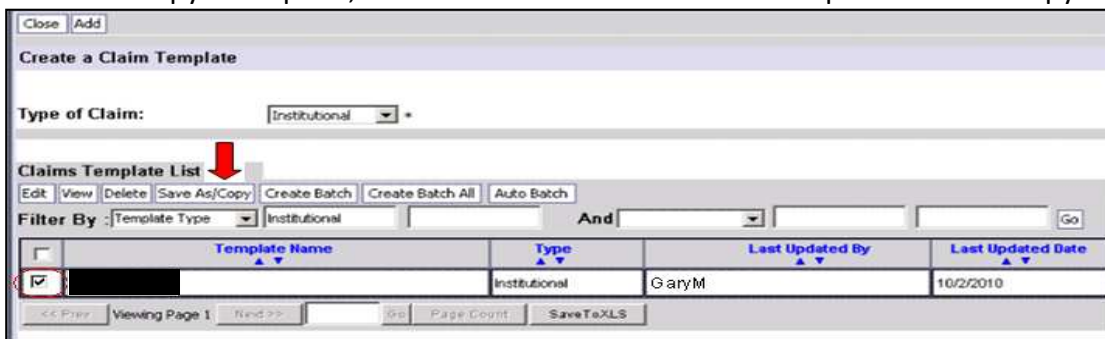 Close Add
Create a Claim Template
Type of Claim: Institutional *
Claims Template List
Edit View Delete Save As/Copy Create Batch Create Batch All Auto Batch
Filter By : Template Type Institutional And Go
Template Name Type Last Updated By Last Updated Date
Institutional GaryM 10/2/2010
<< Prev Viewing Page 1 Next >> Go Page Count SaveToXLS